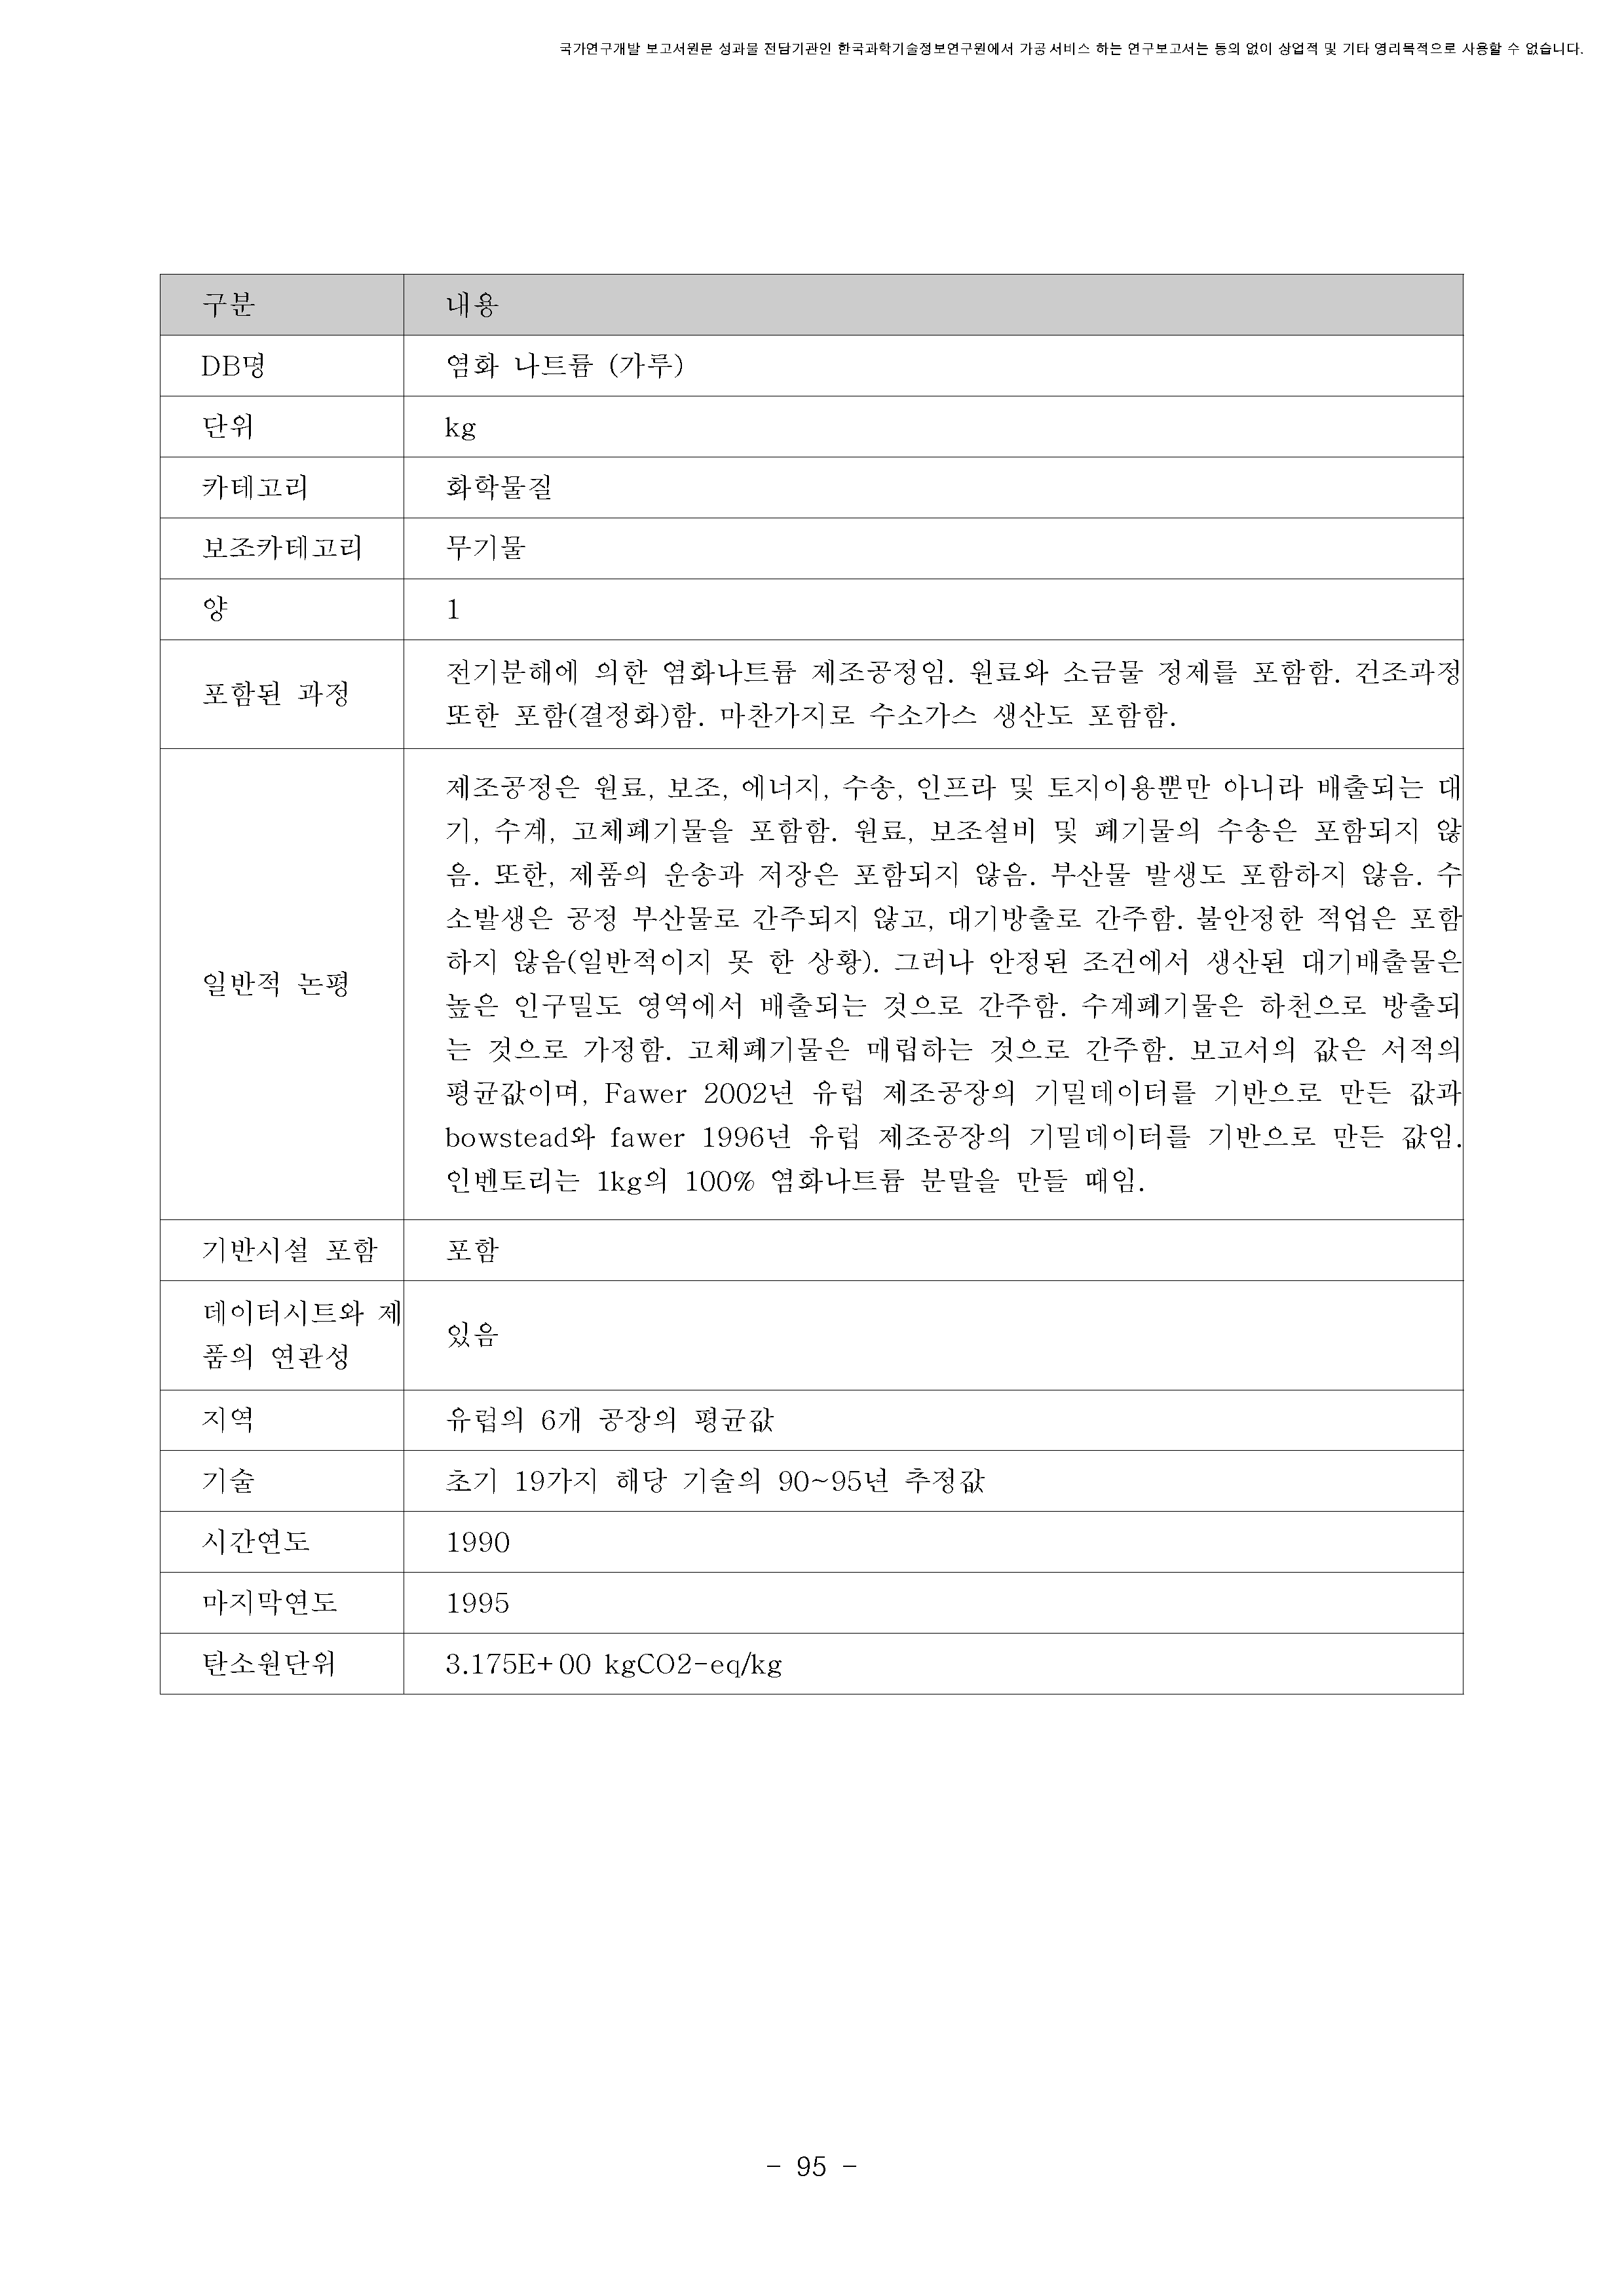 국가연구개발 보고서원문 성과물 전담기관인 한국과학기술정보연구원에서 가공·서비스 하는 연구보고서는 동의 없이 상업적 및 기타 영리목적으로 사용할 수 없습니다.
구분 내용
DB명 염화 나트륨 (가루)
단위 kg
카테고리 화학물질
보조카테고리 무기물
양 1
포함된 과정
전기분해에 의한 염화나트륨 제조공정임. 원료와 소금물 정제를 포함함. 건조과정
또한 포함(결정화)함. 마찬가지로 수소가스 생산도 포함함.
일반적 논평
제조공정은 원료, 보조, 에너지, 수송, 인프라 및 토지이용뿐만 아니라 배출되는 대
기, 수계, 고체폐기물을 포함함. 원료, 보조설비 및 폐기물의 수송은 포함되지 않
음. 또한, 제품의 운송과 저장은 포함되지 않음. 부산물 발생도 포함하지 않음. 수
소발생은 공정 부산물로 간주되지 않고, 대기방출로 간주함. 불안정한 적업은 포함
하지 않음(일반적이지 못 한 상황). 그러나 안정된 조건에서 생산된 대기배출물은
높은 인구밀도 영역에서 배출되는 것으로 간주함. 수계폐기물은 하천으로 방출되
는 것으로 가정함. 고체폐기물은 매립하는 것으로 간주함. 보고서의 값은 서적의
평균값이며, Fawer 2002년 유럽 제조공장의 기밀데이터를 기반으로 만든 값과
bowstead와 fawer 1996년 유럽 제조공장의 기밀데이터를 기반으로 만든 값임.
인벤토리는 1kg의 100% 염화나트륨 분말을 만들 때임.
기반시설 포함 포함
데이터시트와 제
품의 연관성
있음
지역 유럽의 6개 공장의 평균값
기술 초기 19가지 해당 기술의 90~95년 추정값
시간연도 1990
마지막연도 1995
탄소원단위 3.175E+00 kgCO2-eq/kg
- 95 -